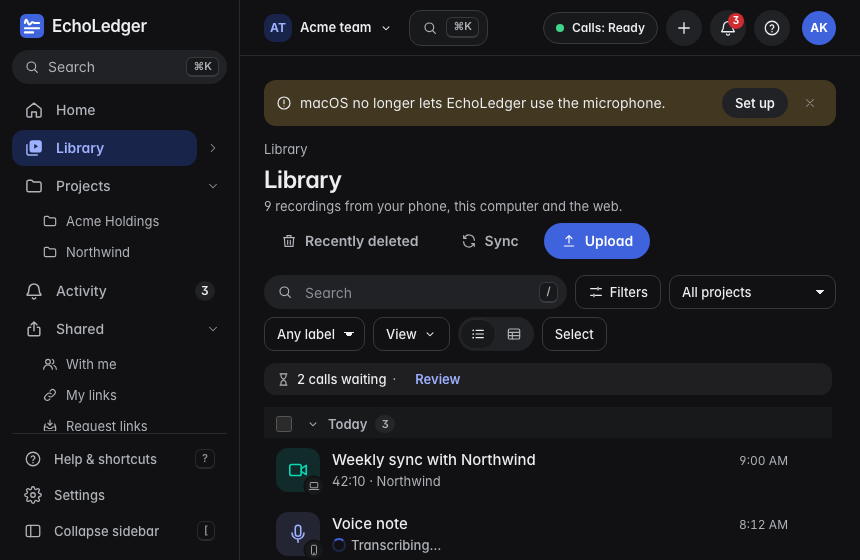 EchoLedger
Search ⌘K
Home
Library
Projects
Acme Holdings
Northwind
Activity 3
Shared
With me
My links
Request links
Help & shortcuts ?
Settings
Collapse sidebar [
AT Acme team ⌘K Calls: Ready 3 AK
macOS no longer lets EchoLedger use the microphone. Set up
Library
Library
9 recordings from your phone, this computer and the web.
Recently deleted Sync Upload
Search / Filters All projects
Any label View Select
2 calls waiting · Review
Today 3
Weekly sync with Northwind 9:00 AM
42:10 · Northwind
Voice note 8:12 AM
Transcribing...